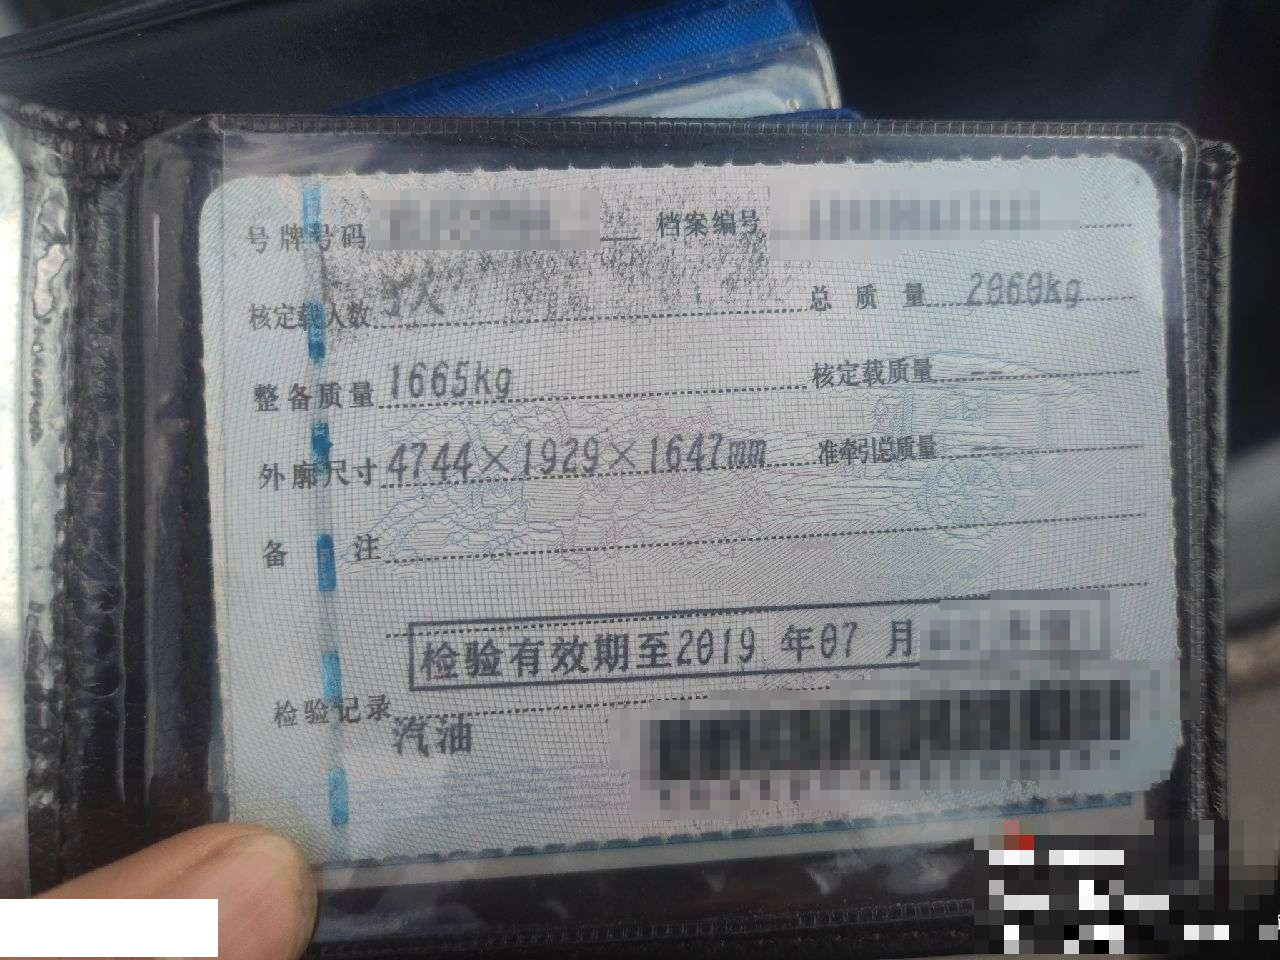 号牌号码 档案编号
核定载人数 5人 总质量 2060kg
整备质量 1665kg 核定载质量 --
外廓尺寸 4744×1929×1647mm 准牵引总质量 --
备注
检验有效期至2019年07月
检验记录
汽油